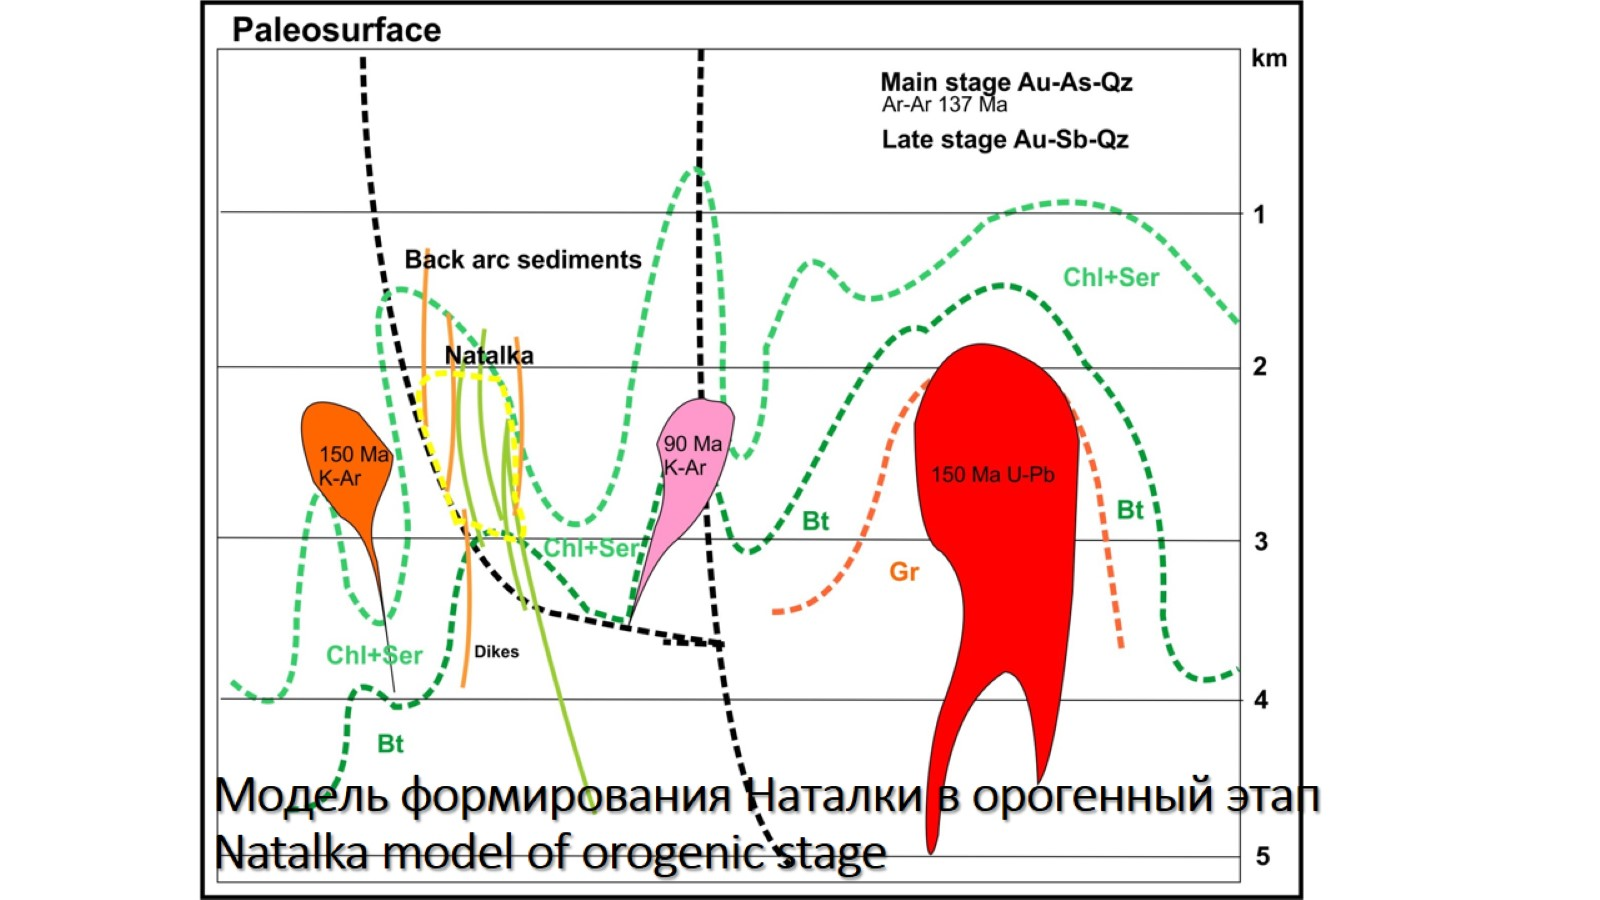 Paleosurface
km
Main stage Au-As-Qz
Ar-Ar 137 Ma
Late stage Au-Sb-Qz
1
Back arc sediments
Chl+Ser
Natalka
2
150 Ma
K-Ar
90 Ma
K-Ar
150 Ma U-Pb
Bt
Bt
3
Chl+Ser
Gr
Chl+Ser
Dikes
4
Bt
Модель формирования Наталки в орогенный этап
Natalka model of orogenic stage
5